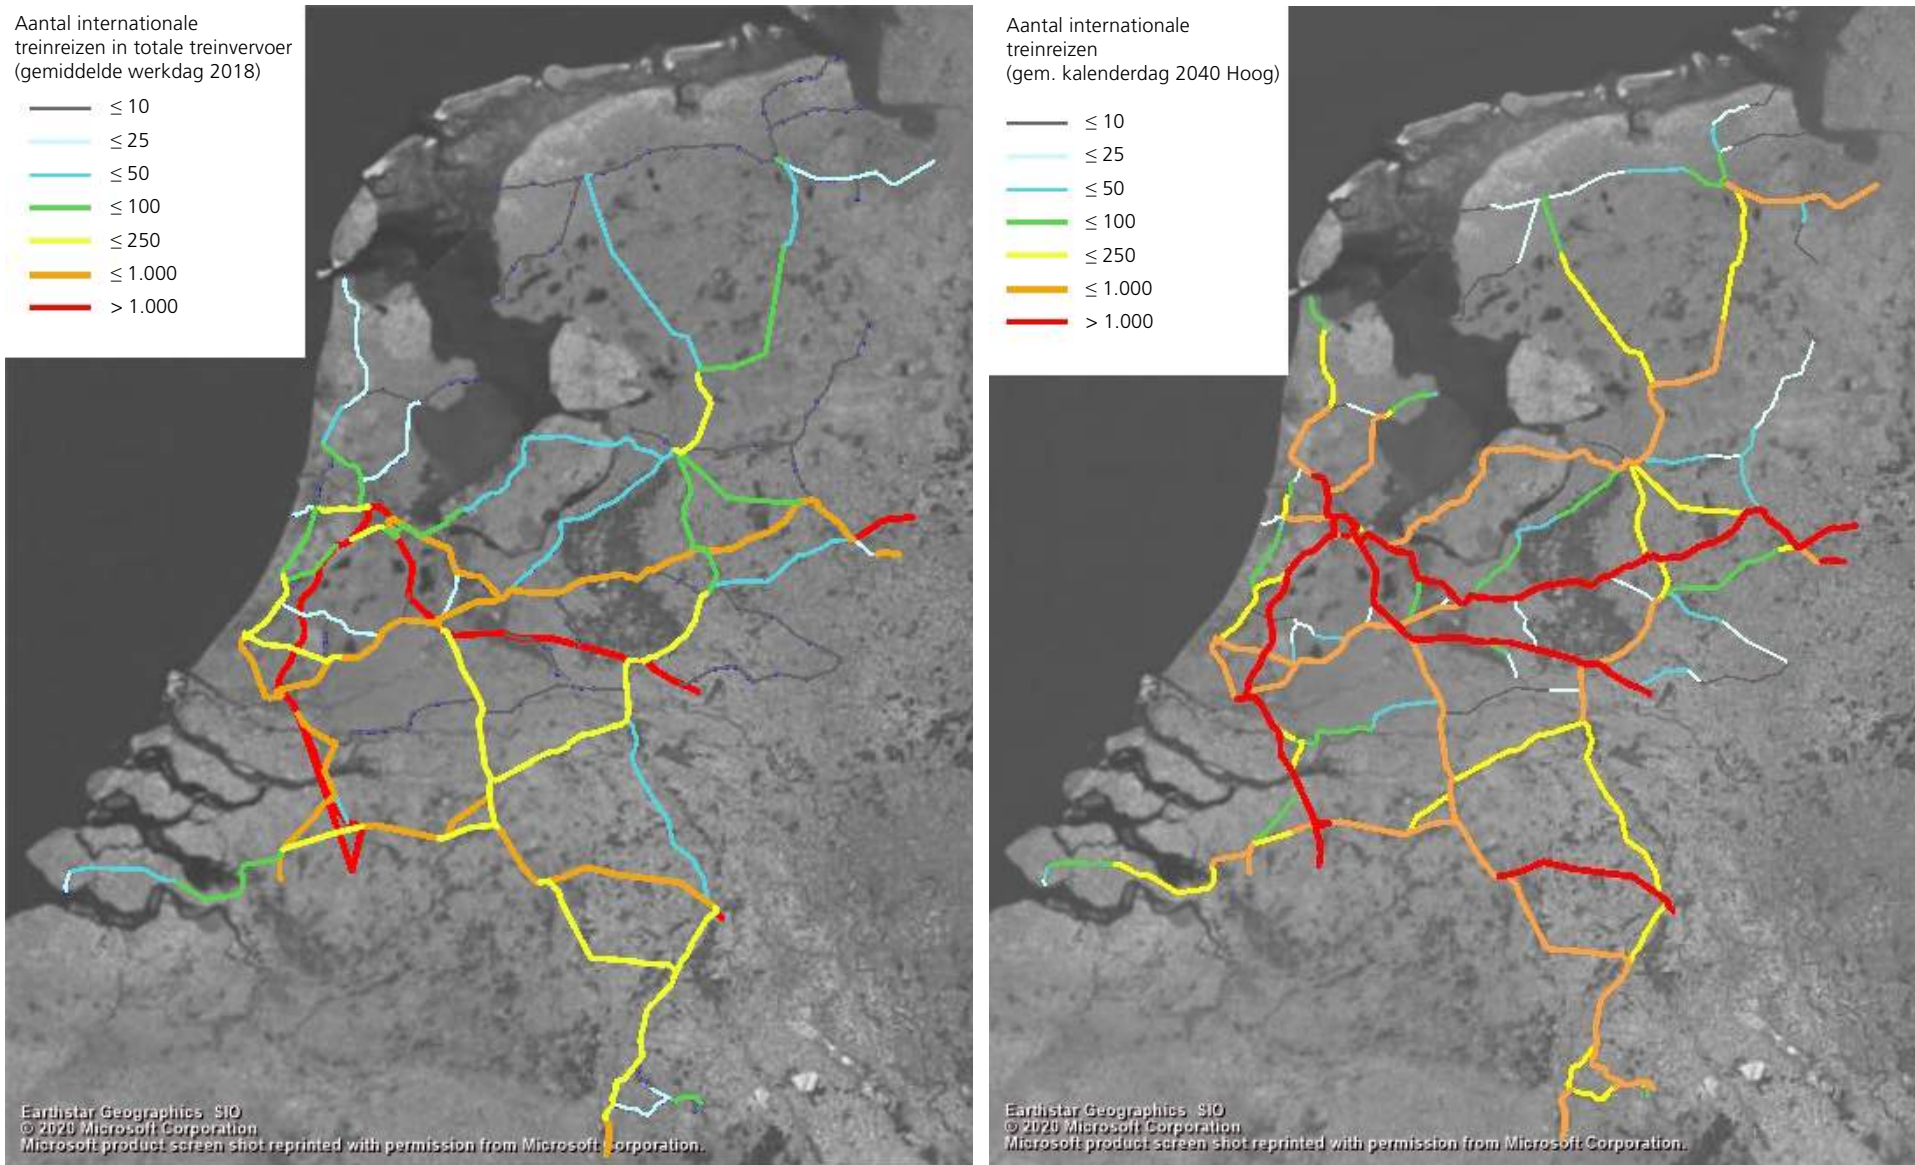 Aantal internationale
treinreizen in totale treinvervoer
(gemiddelde werkdag 2018)
≤ 10
≤ 25
≤ 50
≤ 100
≤ 250
≤ 1.000
> 1.000
Earthstar Geographics SIO
© 2020 Microsoft Corporation
Microsoft product screen shot reprinted with permission from Microsoft Corporation.
Aantal internationale
treinreizen
(gem. kalenderdag 2040 Hoog)
≤ 10
≤ 25
≤ 50
≤ 100
≤ 250
≤ 1.000
> 1.000
Earthstar Geographics SIO
© 2020 Microsoft Corporation
Microsoft product screen shot reprinted with permission from Microsoft Corporation.